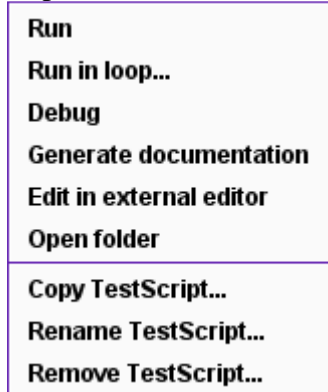 Run
Run in loop...
Debug
Generate documentation
Edit in external editor
Open folder
Copy TestScript...
Rename TestScript...
Remove TestScript...